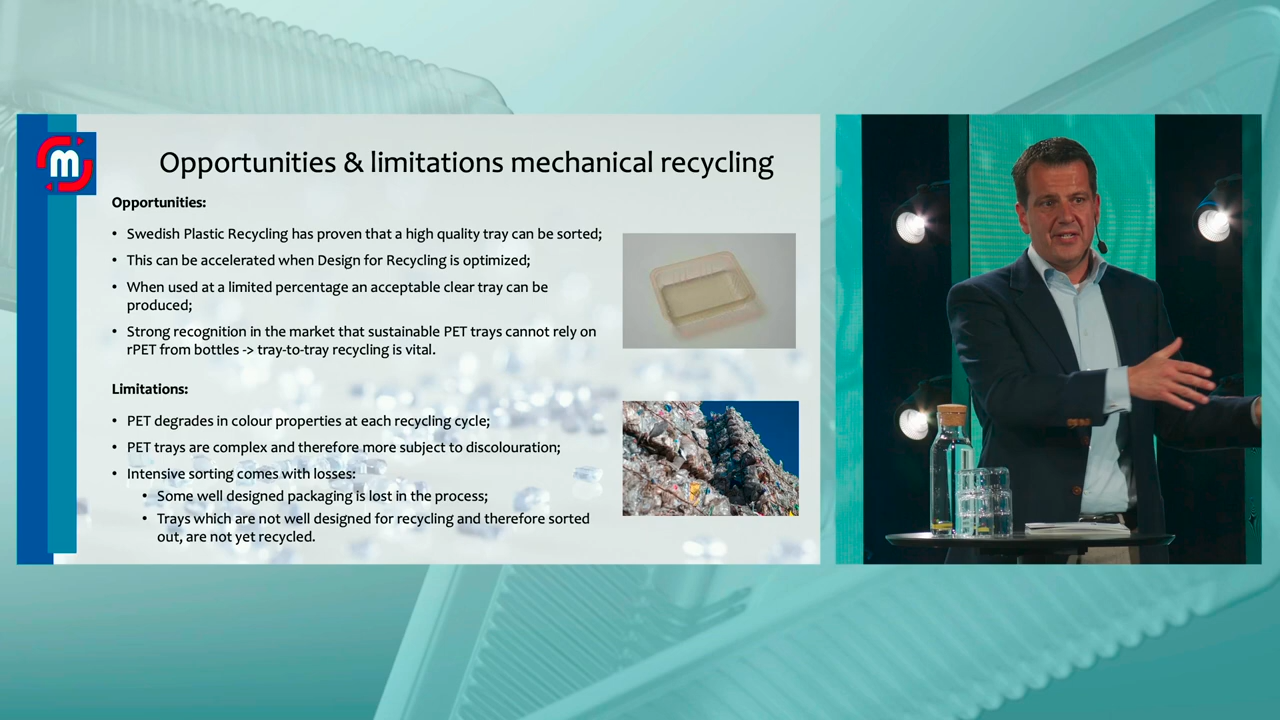 m
Opportunities & limitations mechanical recycling
Opportunities:
• Swedish Plastic Recycling has proven that a high quality tray can be sorted;
• This can be accelerated when Design for Recycling is optimized;
• When used at a limited percentage an acceptable clear tray can be
produced;
• Strong recognition in the market that sustainable PET trays cannot rely on
rPET from bottles -> tray-to-tray recycling is vital.
Limitations:
• PET degrades in colour properties at each recycling cycle;
• PET trays are complex and therefore more subject to discolouration;
• Intensive sorting comes with losses:
• Some well designed packaging is lost in the process;
• Trays which are not well designed for recycling and therefore sorted
out, are not yet recycled.